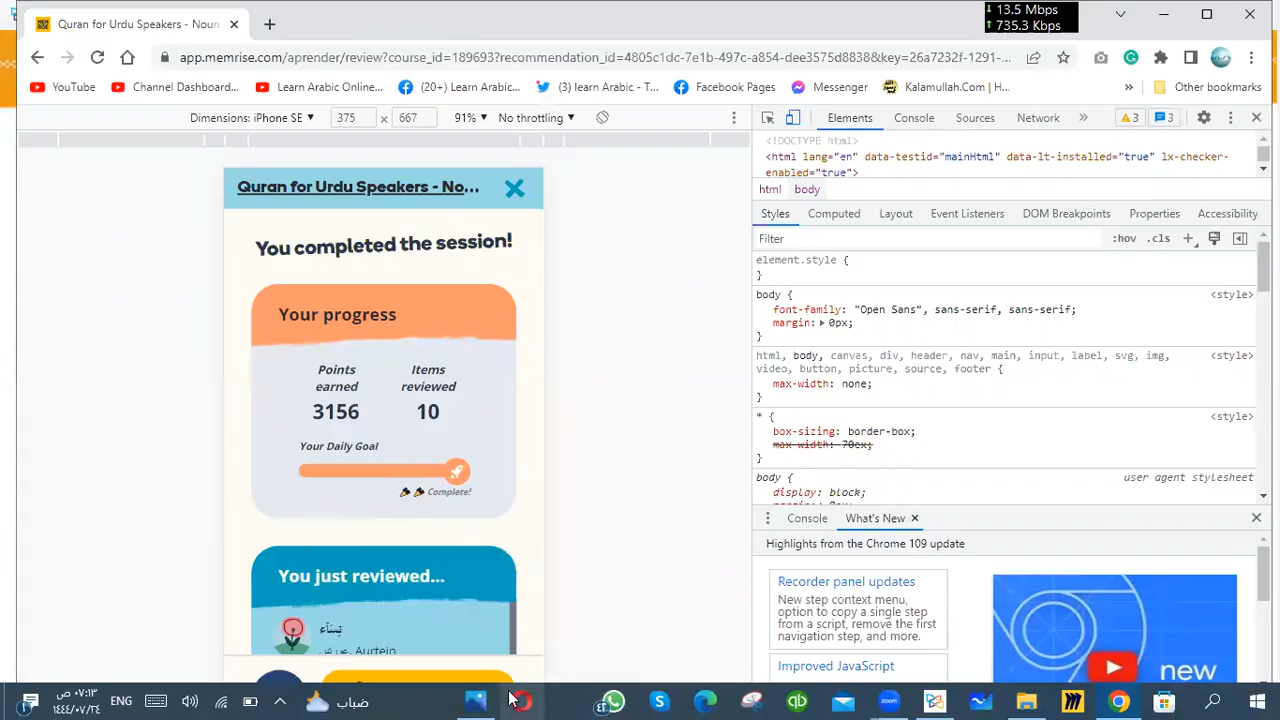 Quran for Urdu Speakers - Noun
↓ 13.5 Mbps
↑ 735.3 Kbps
app.memrise.com/aprender/review?course_id=189693?recommendation_id=4805c1dc-7e1b-497c-a854-dee3575d8838&key=26a7232f-1291-...
YouTube
Channel Dashboard...
Learn Arabic Online...
(20+) Learn Arabic...
(3) learn Arabic - T...
Facebook Pages
Messenger
Kalamullah.Com | H...
»
Other bookmarks
Dimensions: iPhone SE
375 × 667
91%
No throttling
Elements
Console
Sources
Network
»
3
3
<!DOCTYPE html>
<html lang="en" data-testid="mainHtml" data-lt-installed="true" lx-checker-
enabled="true">
html body
Styles
Computed
Layout
Event Listeners
DOM Breakpoints
Properties
Accessibility
Filter
:hov .cls +
element.style {
}
body { <style>
font-family: "Open Sans", sans-serif, sans-serif;
margin: 0px;
}
html, body, canvas, div, header, nav, main, input, label, svg, img, <style>
video, button, picture, source, footer {
max-width: none;
}
* { <style>
box-sizing: border-box;
max-width: 70cx;
}
body { user agent stylesheet
display: block;
Console
What's New
Highlights from the Chrome 109 update
Recorder panel updates
New step context menu,
option to copy a single step
from a script, remove the first
navigation step, and more.
Improved JavaScript
new
Quran for Urdu Speakers - No...
You completed the session!
Your progress
Points
earned
Items
reviewed
3156
10
Your Daily Goal
Complete!
You just reviewed...
Aurtein
٠٧:١٣ ص
١٤٤٤/٠٧/٢٤
ENG
ضباب